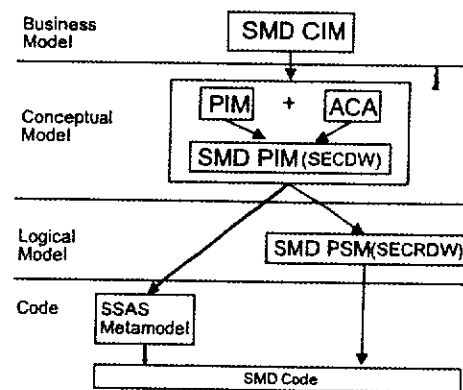 Business
Model
SMD CIM
Conceptual
Model
PIM + ACA
SMD PIM(SECDW)
Logical
Model
SMD PSM(SECRDW)
Code
SSAS
Metamodel
SMD Code